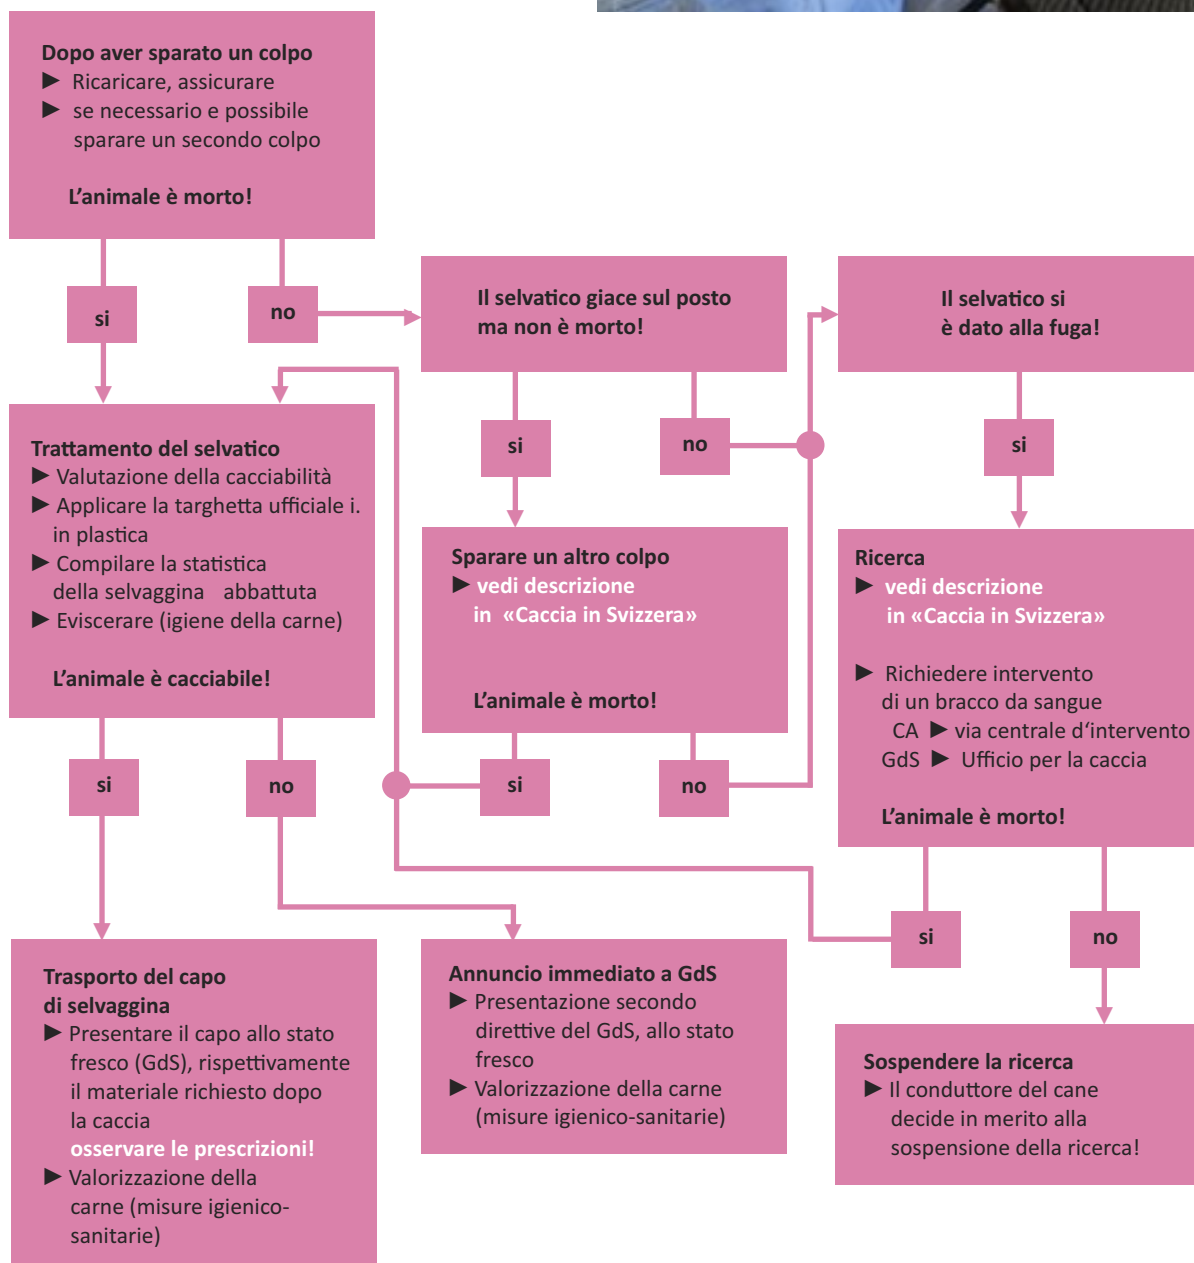 Dopo aver sparato un colpo
▶ Ricaricare, assicurare
▶ se necessario e possibile
sparare un secondo colpo
L'animale è morto!
si
no
Il selvatico giace sul posto
ma non è morto!
si
no
Il selvatico si
è dato alla fuga!
si
Trattamento del selvatico
▶ Valutazione della cacciabilità
▶ Applicare la targhetta ufficiale i.
in plastica
▶ Compilare la statistica
della selvaggina abbattuta
▶ Eviscerare (igiene della carne)
L'animale è cacciabile!
si
no
Sparare un altro colpo
▶ vedi descrizione
in «Caccia in Svizzera»
L'animale è morto!
si
no
Ricerca
▶ vedi descrizione
in «Caccia in Svizzera»
▶ Richiedere intervento
di un bracco da sangue
CA ▶ via centrale d‘intervento
GdS ▶ Ufficio per la caccia
L'animale è morto!
si
no
Trasporto del capo
di selvaggina
▶ Presentare il capo allo stato
fresco (GdS), rispettivamente
il materiale richiesto dopo
la caccia
osservare le prescrizioni!
▶ Valorizzazione della
carne (misure igienico-
sanitarie)
Annuncio immediato a GdS
▶ Presentazione secondo
direttive del GdS, allo stato
fresco
▶ Valorizzazione della carne
(misure igienico-sanitarie)
Sospendere la ricerca
▶ Il conduttore del cane
decide in merito alla
sospensione della ricerca!